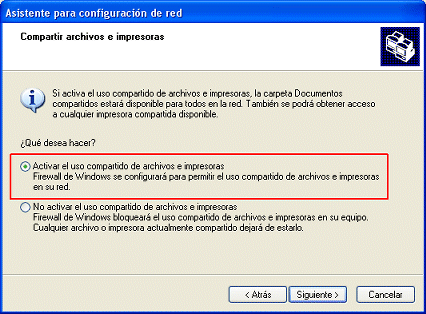 Asistente para configuración de red
Compartir archivos e impresoras
Si activa el uso compartido de archivos e impresoras, la carpeta Documentos
compartidos estará disponible para todos en la red. También se podrá obtener acceso
a cualquier impresora compartida disponible.
¿Qué desea hacer?
Activar el uso compartido de archivos e impresoras
Firewall de Windows se configurará para permitir el uso compartido de archivos e impresoras
en su red.
No activar el uso compartido de archivos e impresoras
Firewall de Windows bloqueará el uso compartido de archivos e impresoras en su equipo.
Cualquier archivo o impresora actualmente compartido dejará de estarlo.
< Atrás
Siguiente >
Cancelar